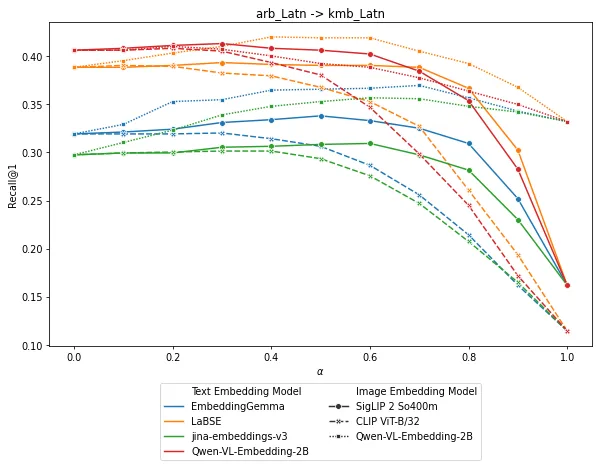 arb_Latn -> kmb_Latn
Recall@1
0.40
0.35
0.30
0.25
0.20
0.15
0.10
0.0
0.2
0.4
0.6
0.8
1.0
α
Text Embedding Model
EmbeddingGemma
LaBSE
jina-embeddings-v3
Qwen-VL-Embedding-2B
Image Embedding Model
SigLIP 2 So400m
CLIP ViT-B/32
Qwen-VL-Embedding-2B